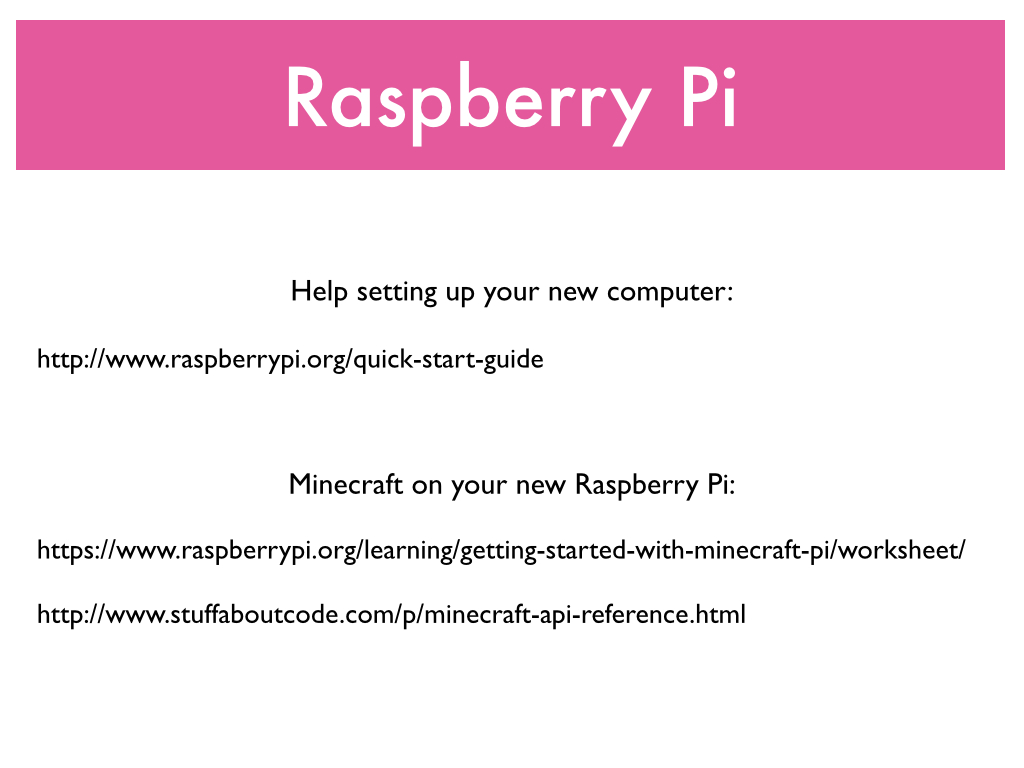 Raspberry Pi
Help setting up your new computer:
http://www.raspberrypi.org/quick-start-guide
Minecraft on your new Raspberry Pi:
https://www.raspberrypi.org/learning/getting-started-with-minecraft-pi/worksheet/
http://www.stuffaboutcode.com/p/minecraft-api-reference.html